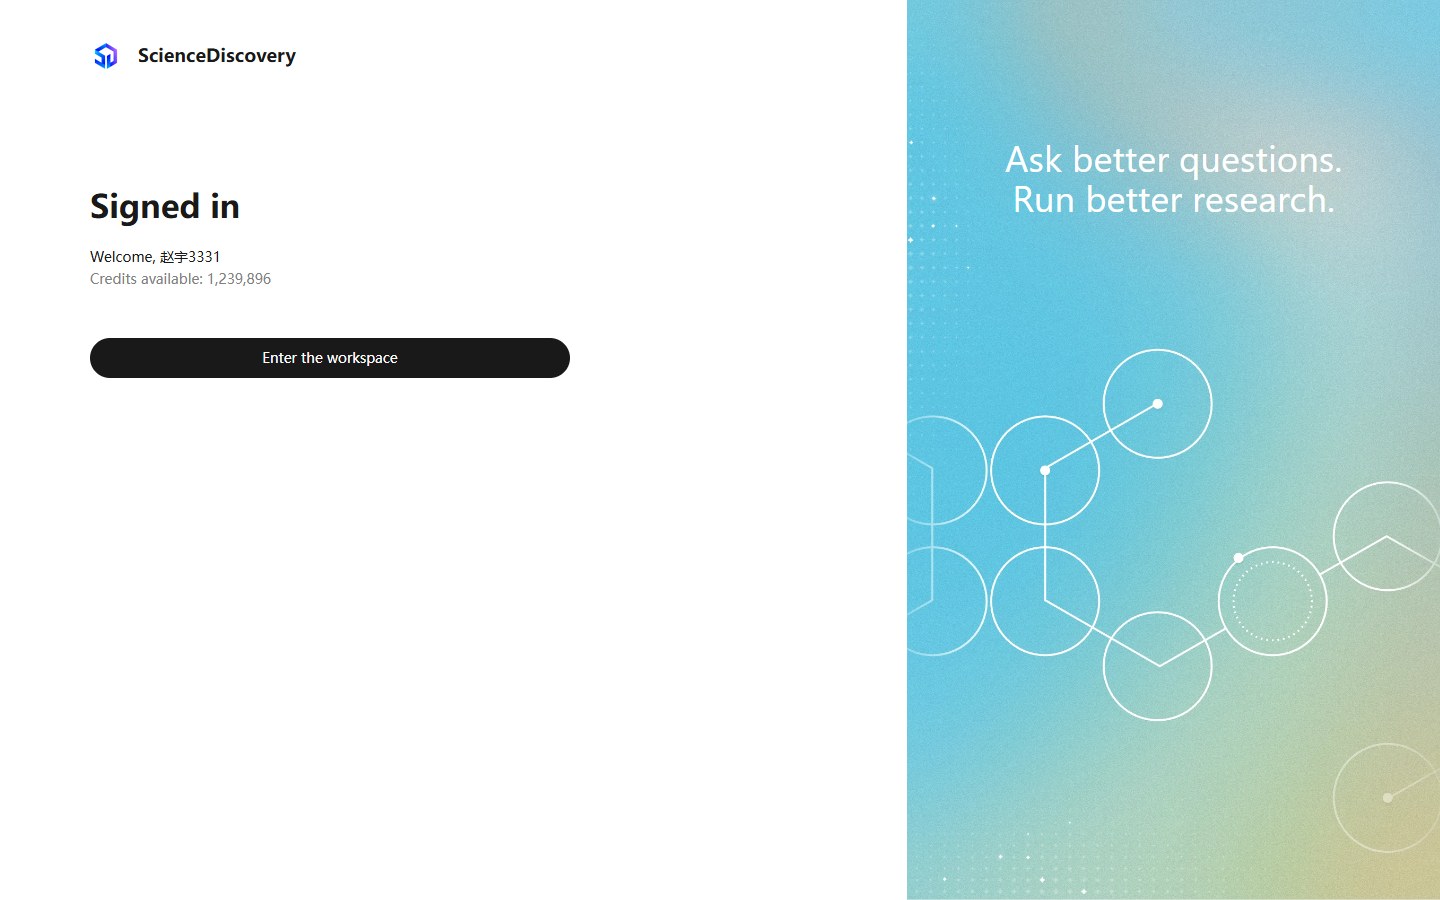 ScienceDiscovery
Signed in
Welcome, 赵宇3331
Credits available: 1,239,896
Enter the workspace
Ask better questions.
Run better research.